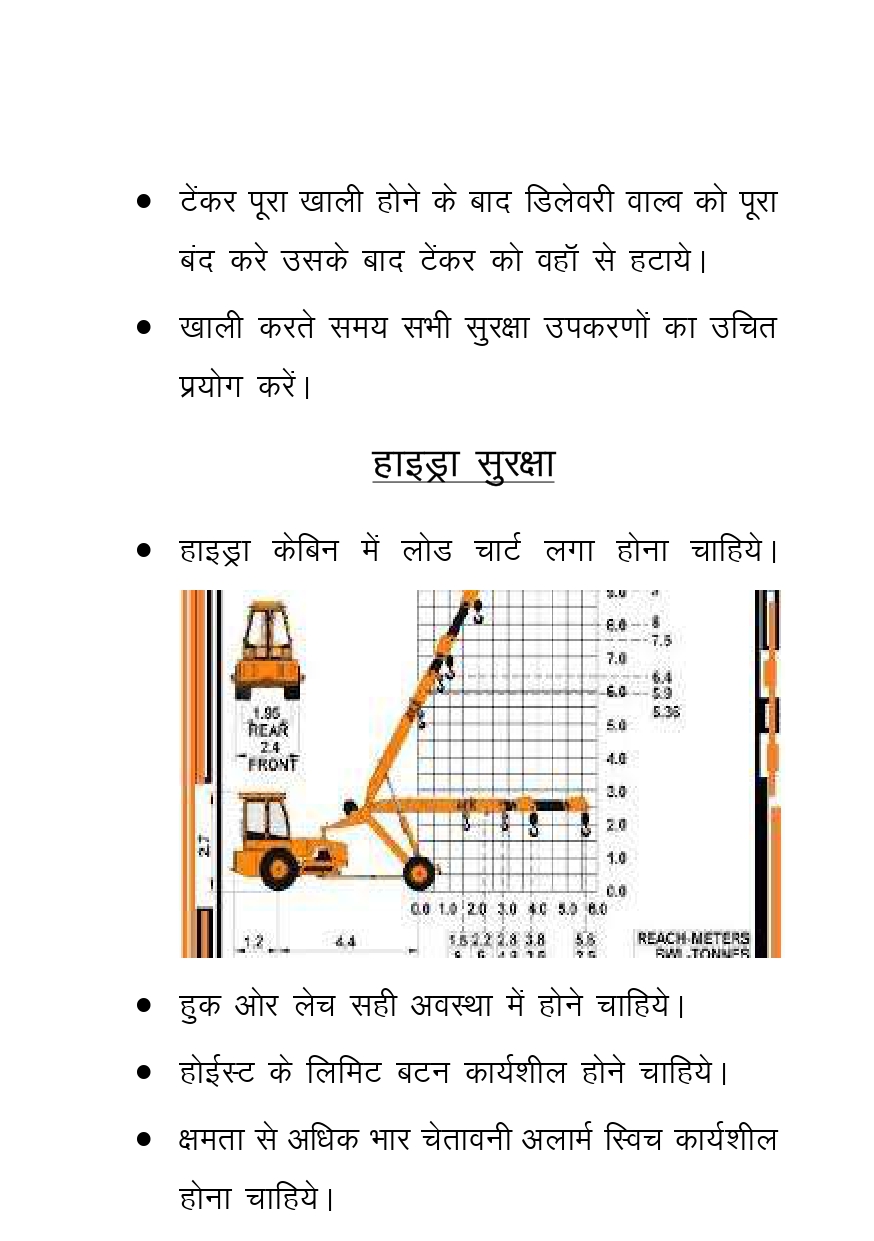 • टेंकर पूरा खाली होने के बाद डिलेवरी वाल्व को पूरा
बंद करे उसके बाद टेंकर को वहॉ से हटाये।
• खाली करते समय सभी सुरक्षा उपकरणों का उचित
प्रयोग करें।
हाइड्रा सुरक्षा
• हाइड्रा केबिन में लोड चार्ट लगा होना चाहिये।
8.0 8
7.5
7.0
6.4
6.0 5.9
5.0 5.35
4.0
1.95
REAR
2.4
FRONT
3.0
2.0
2.7
1.0
0.0
0.0 1.0 2.0 3.0 4.0 5.0 6.0
1.2 4.4 1.5 2.2 2.8 3.8 5.5 REACH-METERS
SWL-TONNES
• हुक ओर लेच सही अवस्था में होने चाहिये।
• होईस्ट के लिमिट बटन कार्यशील होने चाहिये।
• क्षमता से अधिक भार चेतावनी अलार्म स्विच कार्यशील
होना चाहिये।